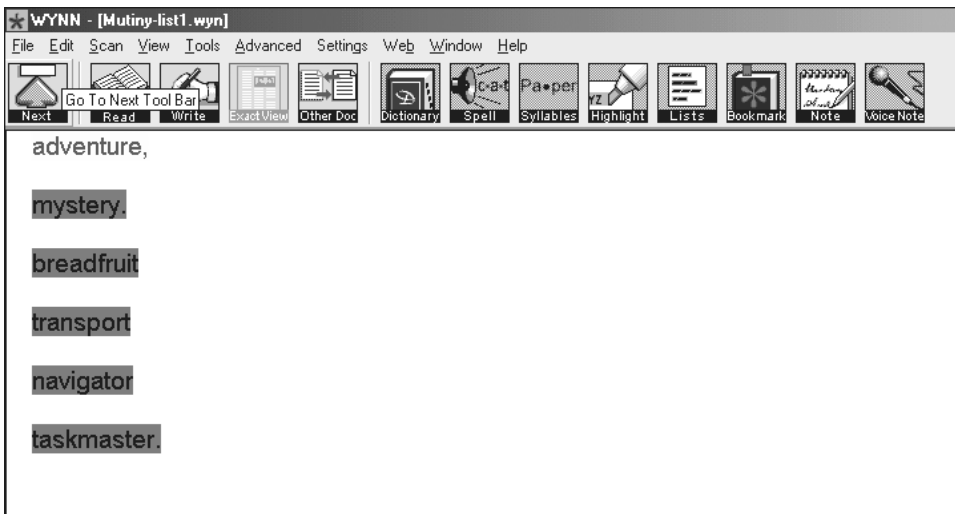 WYNN - [Mutiny-list1.wyn]
File Edit Scan View Tools Advanced Settings Web Window Help
c-a-t Pa•per
YZ
Go To Next Tool Bar
Next Read Write Exact View Other Doc Dictionary Spell Syllables Highlight Lists Bookmark Note Voice Note
adventure,
mystery.
breadfruit
transport
navigator
taskmaster.